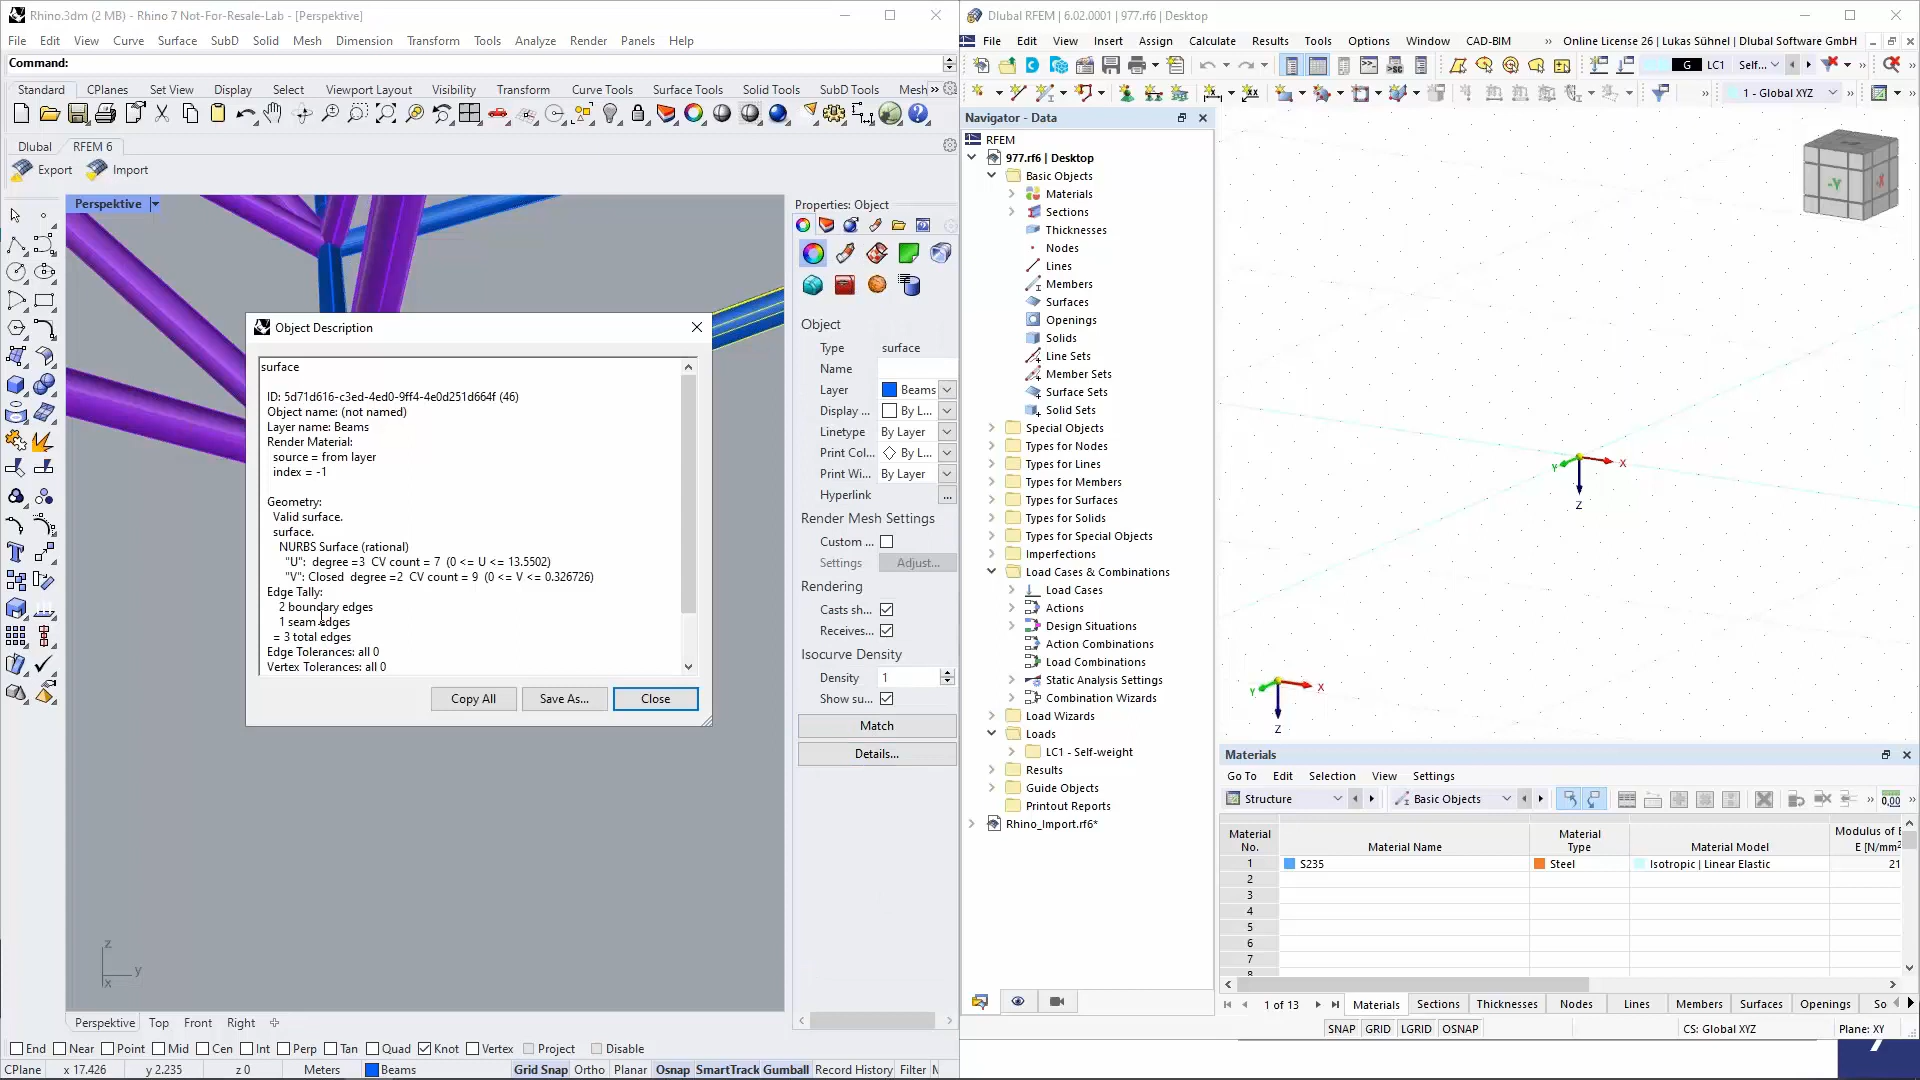 Rhino.3dm (2 MB) - Rhino 7 Not-For-Resale-Lab - [Perspektive]
File Edit View Curve Surface SubD Solid Mesh Dimension Transform Tools Analyze Render Panels Help
Command:
Standard CPlanes Set View Display Select Viewport Layout Visibility Transform Curve Tools Surface Tools Solid Tools SubD Tools Mesh »
Dlubal RFEM 6
Export Import
Perspektive
Object Description
surface
ID: 5d71d616-c3ed-4ed0-9ff4-4e0d251d664f (46)
Object name: (not named)
Layer name: Beams
Render Material:
source = from layer
index = -1
Geometry:
Valid surface.
surface.
NURBS Surface (rational)
"U": degree =3 CV count = 7 (0 <= U <= 13.5502)
"V": Closed degree =2 CV count = 9 (0 <= V <= 0.326726)
Edge Tally:
2 boundary edges
1 seam edges
= 3 total edges
Edge Tolerances: all 0
Vertex Tolerances: all 0
Copy All Save As... Close
z
y
x
Properties: Object
Object
Type surface
Name
Layer Beams
Display ... By L...
Linetype By Layer
Print Col... By L...
Print Wi... By Layer
Hyperlink ...
Render Mesh Settings
Custom ...
Settings Adjust...
Rendering
Casts sh...
Receives...
Isocurve Density
Density 1
Show su...
Match
Details...
Perspektive Top Front Right
End Near Point Mid Cen Int Perp Tan Quad Knot Vertex Project Disable
CPlane x 17.426 y 2.235 z 0 Meters Beams Grid Snap Ortho Planar Osnap SmartTrack Gumball Record History Filter
Dlubal RFEM | 6.02.0001 | 977.rf6 | Desktop
File Edit View Insert Assign Calculate Results Tools Options Window CAD-BIM » Online License 26 | Lukas Sühnel | Dlubal Software GmbH
G LC1 Self...
1 - Global XYZ
Navigator - Data
RFEM
977.rf6 | Desktop
Basic Objects
Materials
Sections
Thicknesses
Nodes
Lines
Members
Surfaces
Openings
Solids
Line Sets
Member Sets
Surface Sets
Solid Sets
Special Objects
Types for Nodes
Types for Lines
Types for Members
Types for Surfaces
Types for Solids
Types for Special Objects
Imperfections
Load Cases & Combinations
Load Cases
Actions
Design Situations
Action Combinations
Load Combinations
Static Analysis Settings
Combination Wizards
Load Wizards
Loads
LC1 - Self-weight
Results
Guide Objects
Printout Reports
Rhino_Import.rf6*
-Y -X
Y X
Z
Y X
Z
Materials
Go To Edit Selection View Settings
Structure Basic Objects » 0,00 »
Material No. Material Name Material Type Material Model Modulus of E E [N/mm²
1 S235 Steel Isotropic | Linear Elastic 21
2
3
4
5
6
7
8
1 of 13 Materials Sections Thicknesses Nodes Lines Members Surfaces Openings So
SNAP GRID LGRID OSNAP CS: Global XYZ Plane: XY